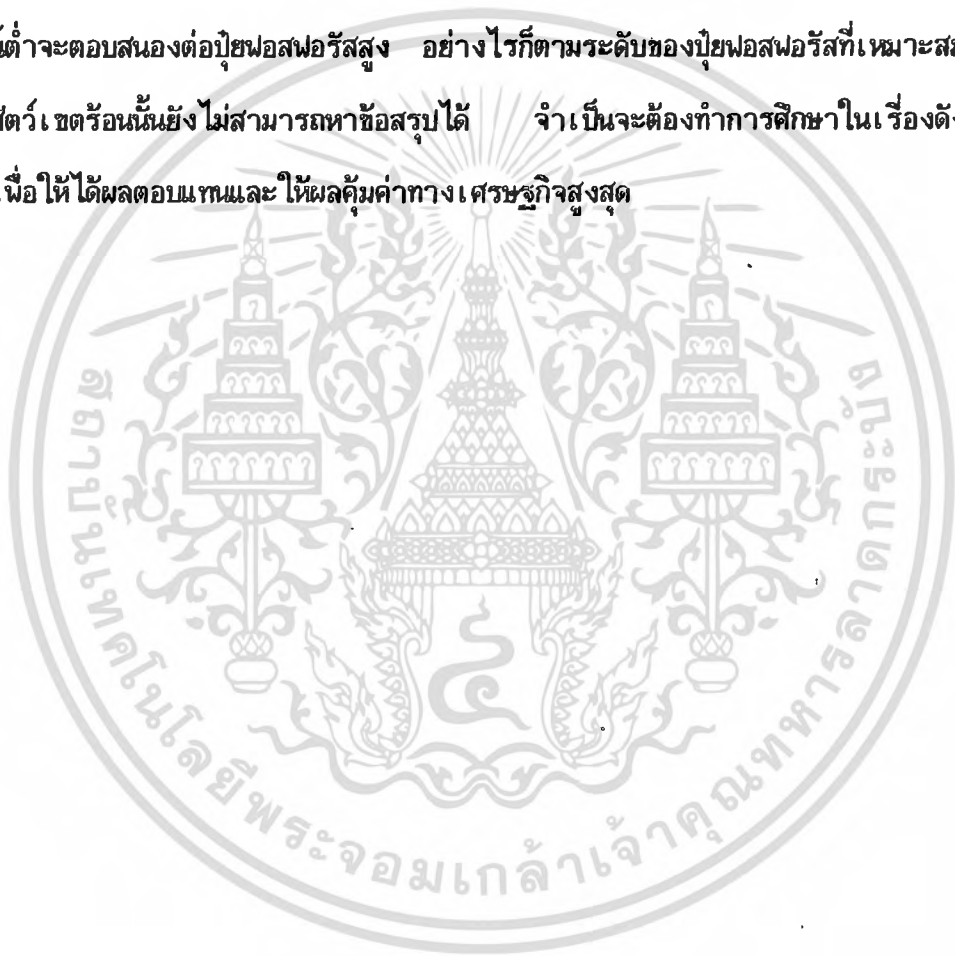 ต่ำจะตอบสนองต่อปุ๋ยฟอสฟอรัสสูง อย่างไรก็ตามระดับของปุ๋ยฟอสฟอรัสที่เหมาะ
สัตว์เขตร้อนนั้นยังไม่สามารถหาข้อสรุปได้ จำเป็นจะต้องทำการศึกษาในเรื่อง
เพื่อให้ได้ผลตอบแทนและให้ผลคุ้มค่าทางเศรษฐกิจสูงสุด
สถาบันเทคโนโลยีพระจอมเกล้าเจ้าคุณทหารลาดกระบัง